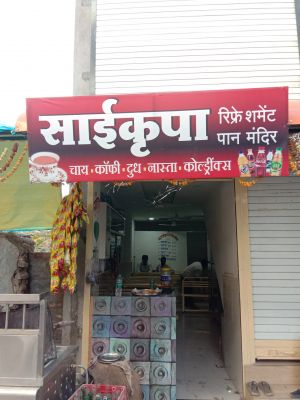 साईकृपा
रिफ्रेशमेंट
पान मंदिर
चाय • कॉफी • दुध • नास्ता • कोल्ड्रींक्स